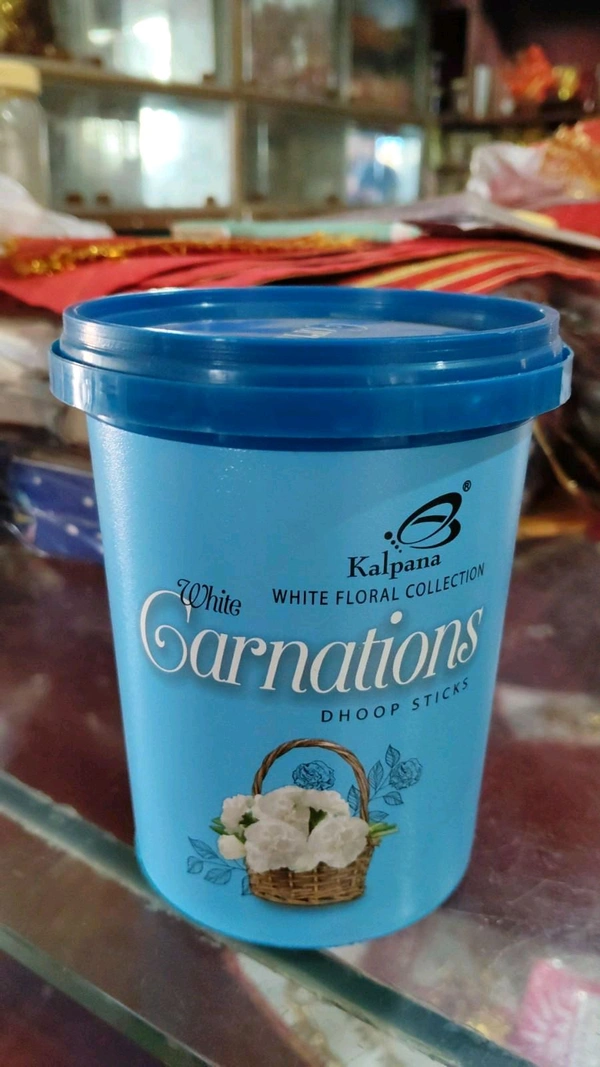 ®
Kalpana
WHITE FLORAL COLLECTION
White
Carnations
DHOOP STICKS